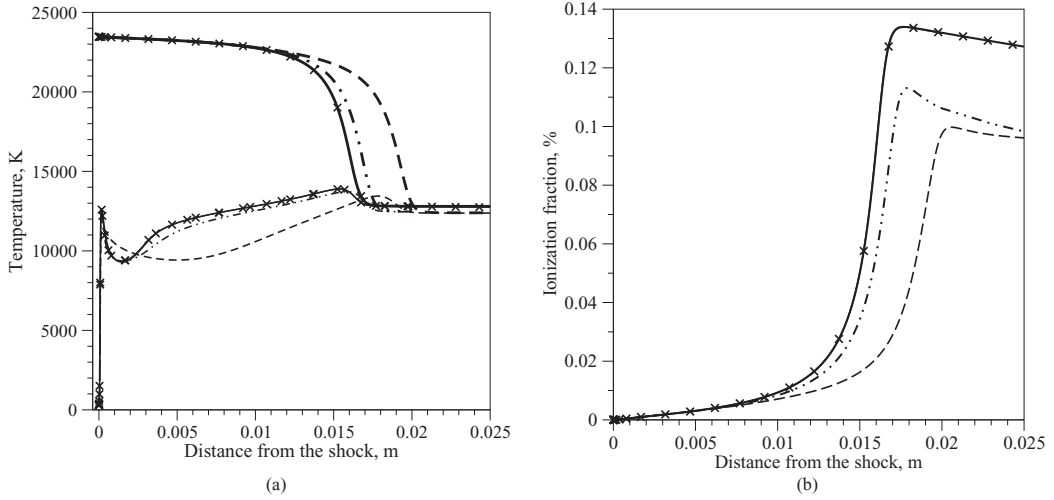 25000
20000
15000
10000
5000
0
Temperature, K
0 0.005 0.01 0.015 0.02 0.025
Distance from the shock, m
(a)
0.14
0.12
0.1
0.08
0.06
0.04
0.02
0
Ionization fraction, %
0 0.005 0.01 0.015 0.02 0.025
Distance from the shock, m
(b)